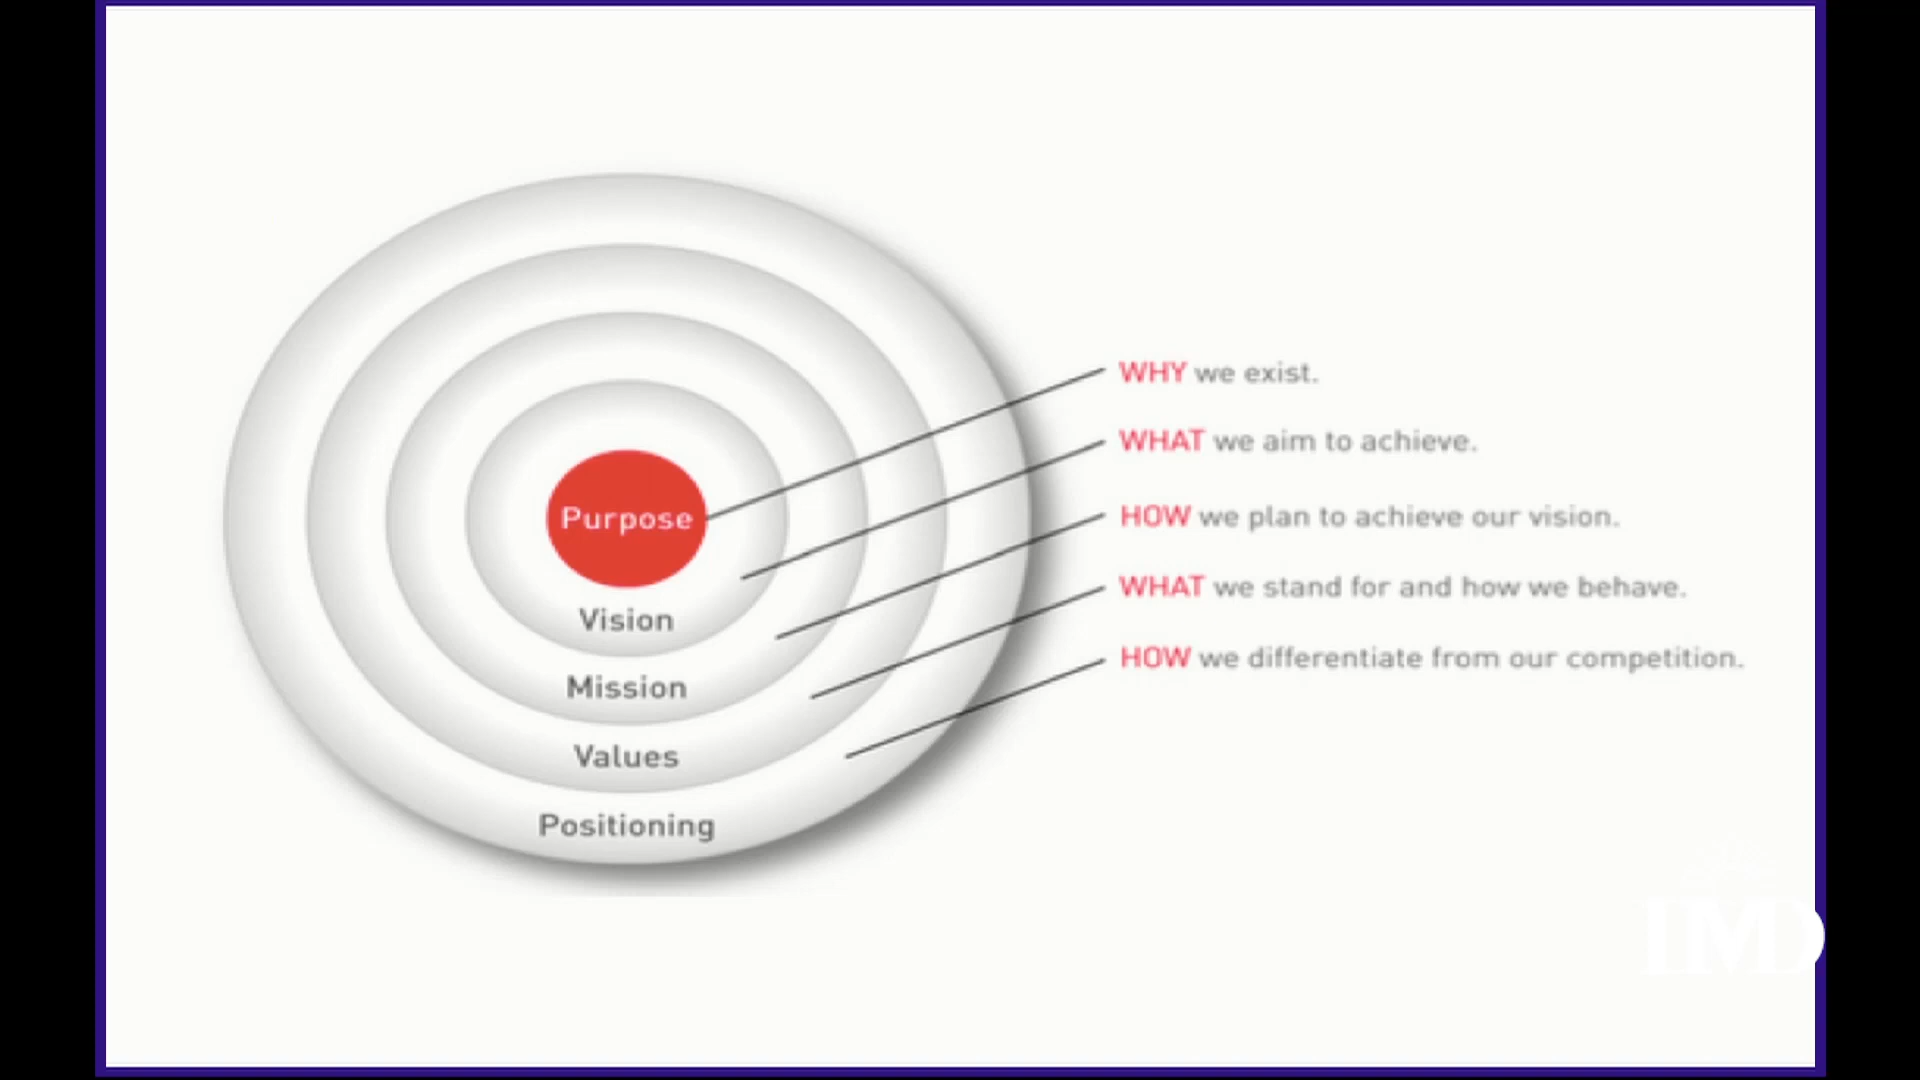 Purpose
Vision
Mission
Values
Positioning
WHY we exist.
WHAT we aim to achieve.
HOW we plan to achieve our vision.
WHAT we stand for and how we behave.
HOW we differentiate from our competition.
IMD